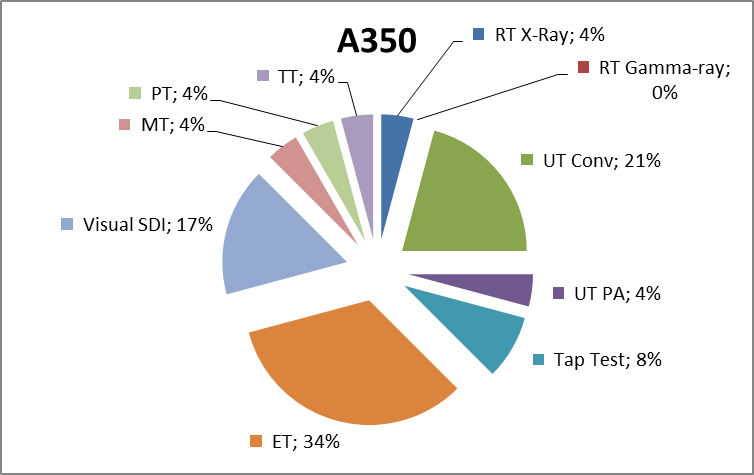 A350
RT X-Ray; 4%
RT Gamma-ray;
0%
UT Conv; 21%
UT PA; 4%
Tap Test; 8%
ET; 34%
Visual SDI; 17%
MT; 4%
PT; 4%
TT; 4%